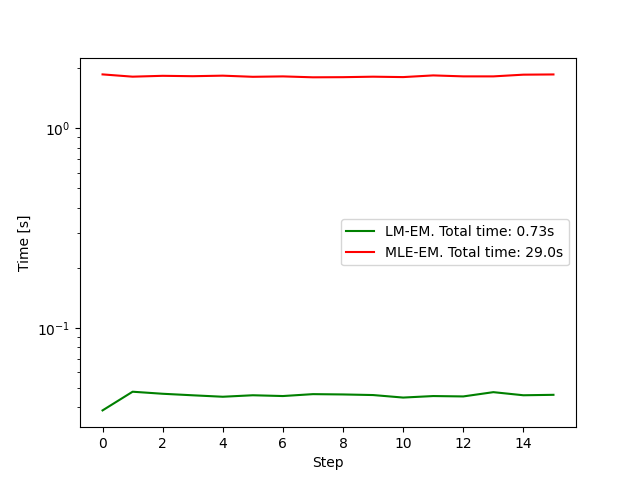 10⁰
10⁻¹
Time [s]
LM-EM. Total time: 0.73s
MLE-EM. Total time: 29.0s
0 2 4 6 8 10 12 14
Step